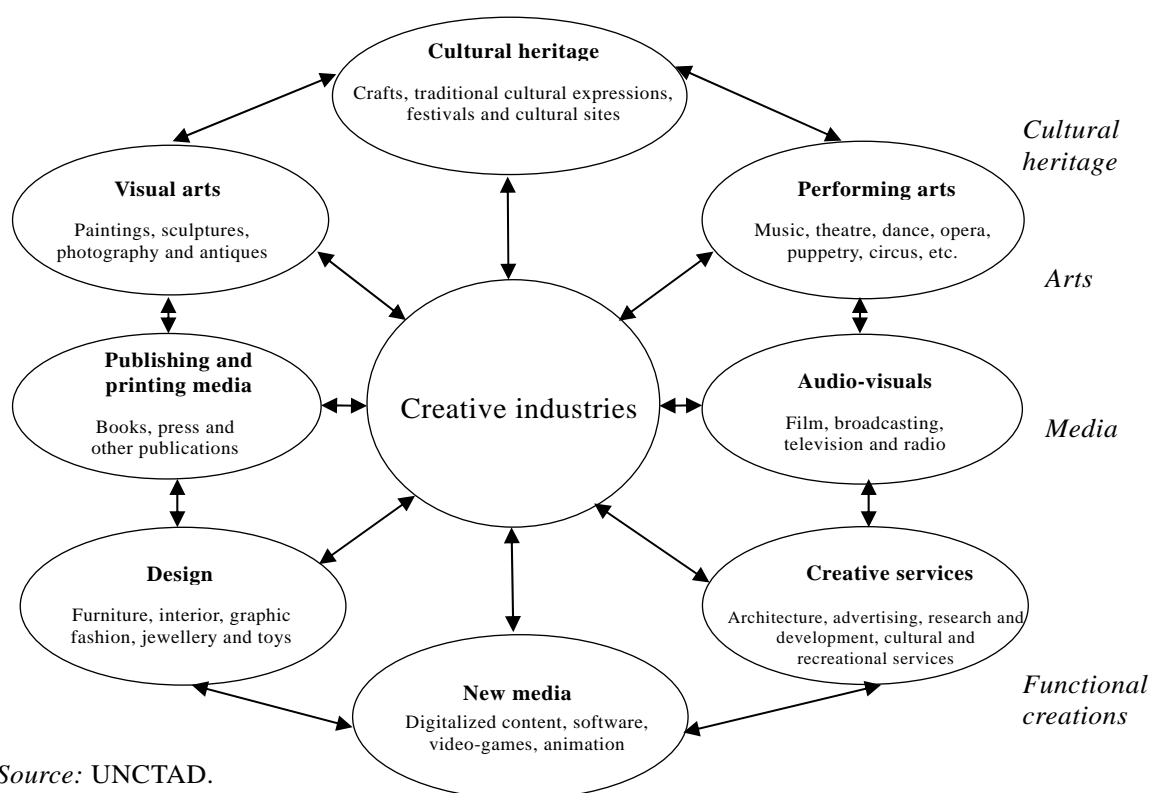 Cultural heritage
Crafts, traditional cultural expressions,
festivals and cultural sites
Cultural
heritage
Visual arts
Paintings, sculptures,
photography and antiques
Performing arts
Music, theatre, dance, opera,
puppetry, circus, etc.
Arts
Publishing and
printing media
Books, press and
other publications
Creative industries
Audio-visuals
Film, broadcasting,
television and radio
Media
Design
Furniture, interior, graphic
fashion, jewellery and toys
Creative services
Architecture, advertising, research and
development, cultural and
recreational services
New media
Digitalized content, software,
video-games, animation
Functional
creations
Source: UNCTAD.